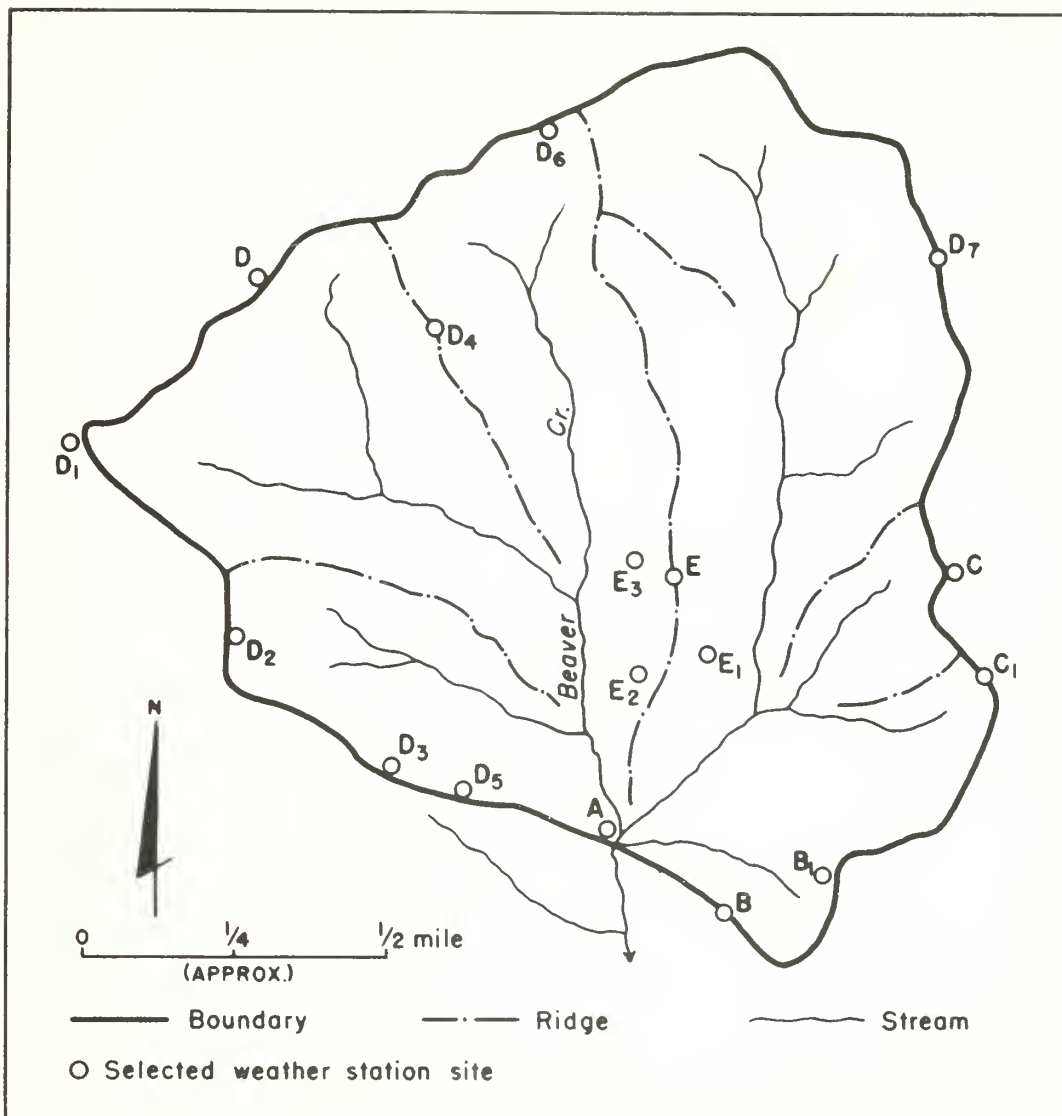 D6
D
D7
D4
Cr.
D1
E3
E
C
D2
E1
E2
C1
Beaver
N
D3
D5
A
B1
B
0 1/4 1/2 mile
(APPROX.)
Boundary Ridge Stream
Selected weather station site